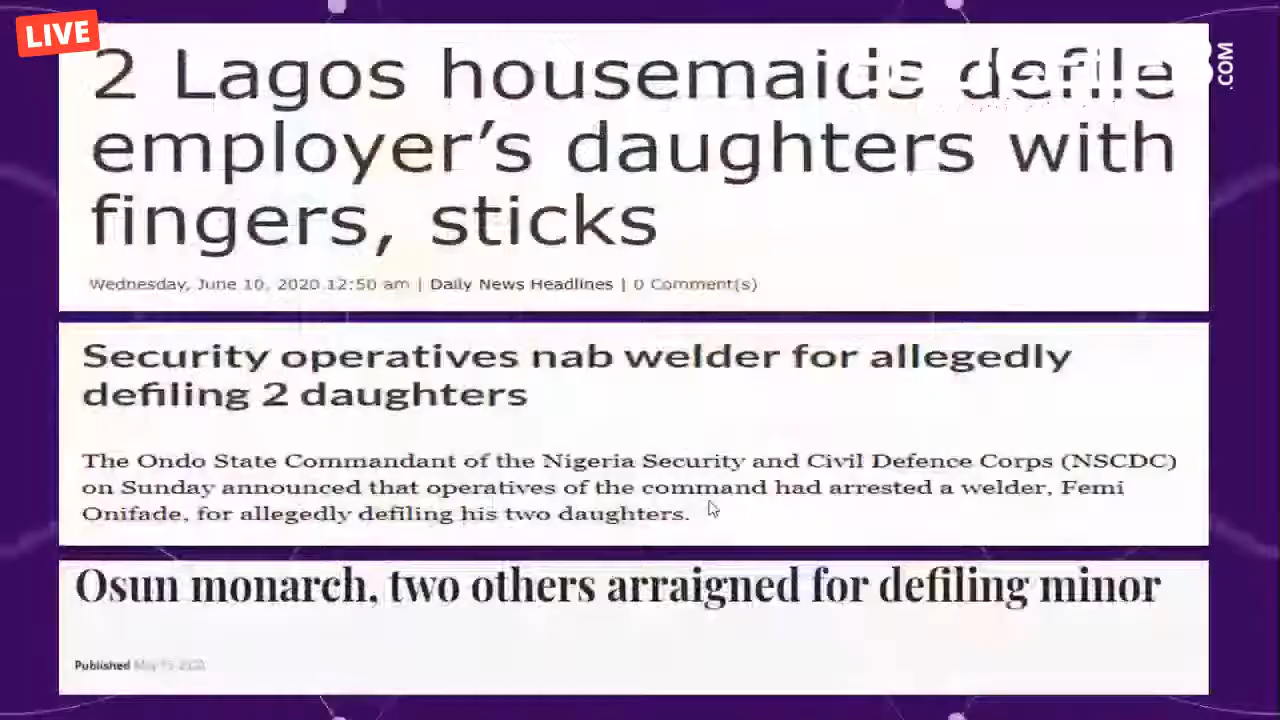 LIVE
2 Lagos housemaids defile
employer’s daughters with
fingers, sticks
.COM
Wednesday, June 10, 2020 12:50 am | Daily News Headlines | 0 Comment(s)
Security operatives nab welder for allegedly
defiling 2 daughters
The Ondo State Commandant of the Nigeria Security and Civil Defence Corps (NSCDC)
on Sunday announced that operatives of the command had arrested a welder, Femi
Onifade, for allegedly defiling his two daughters.
Osun monarch, two others arraigned for defiling minor
Published May